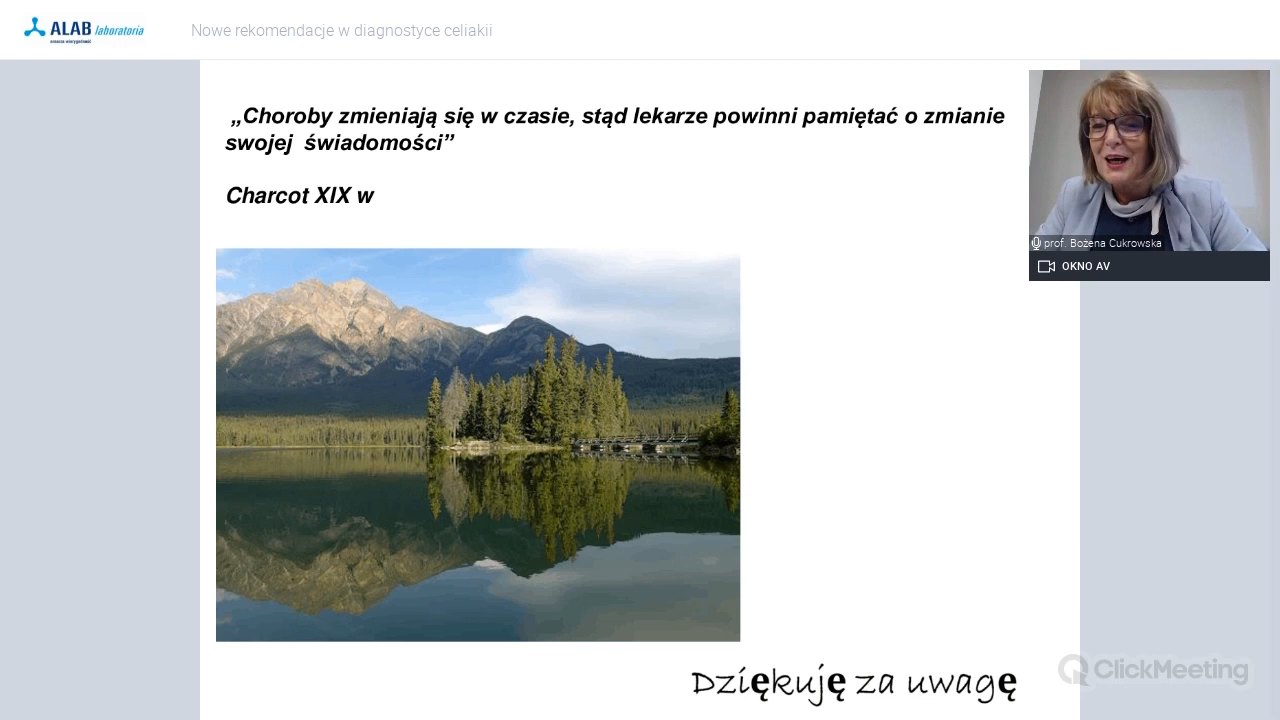 ALAB laboratoria
Nowe rekomendacje w diagnostyce celiakii
„Choroby zmieniają się w czasie, stąd lekarze powinni pamiętać o zmianie
swojej świadomości”
Charcot XIX w
prof. Bożena Cukrowska
OKNO AV
Dziękuję za uwagę
ClickMeeting